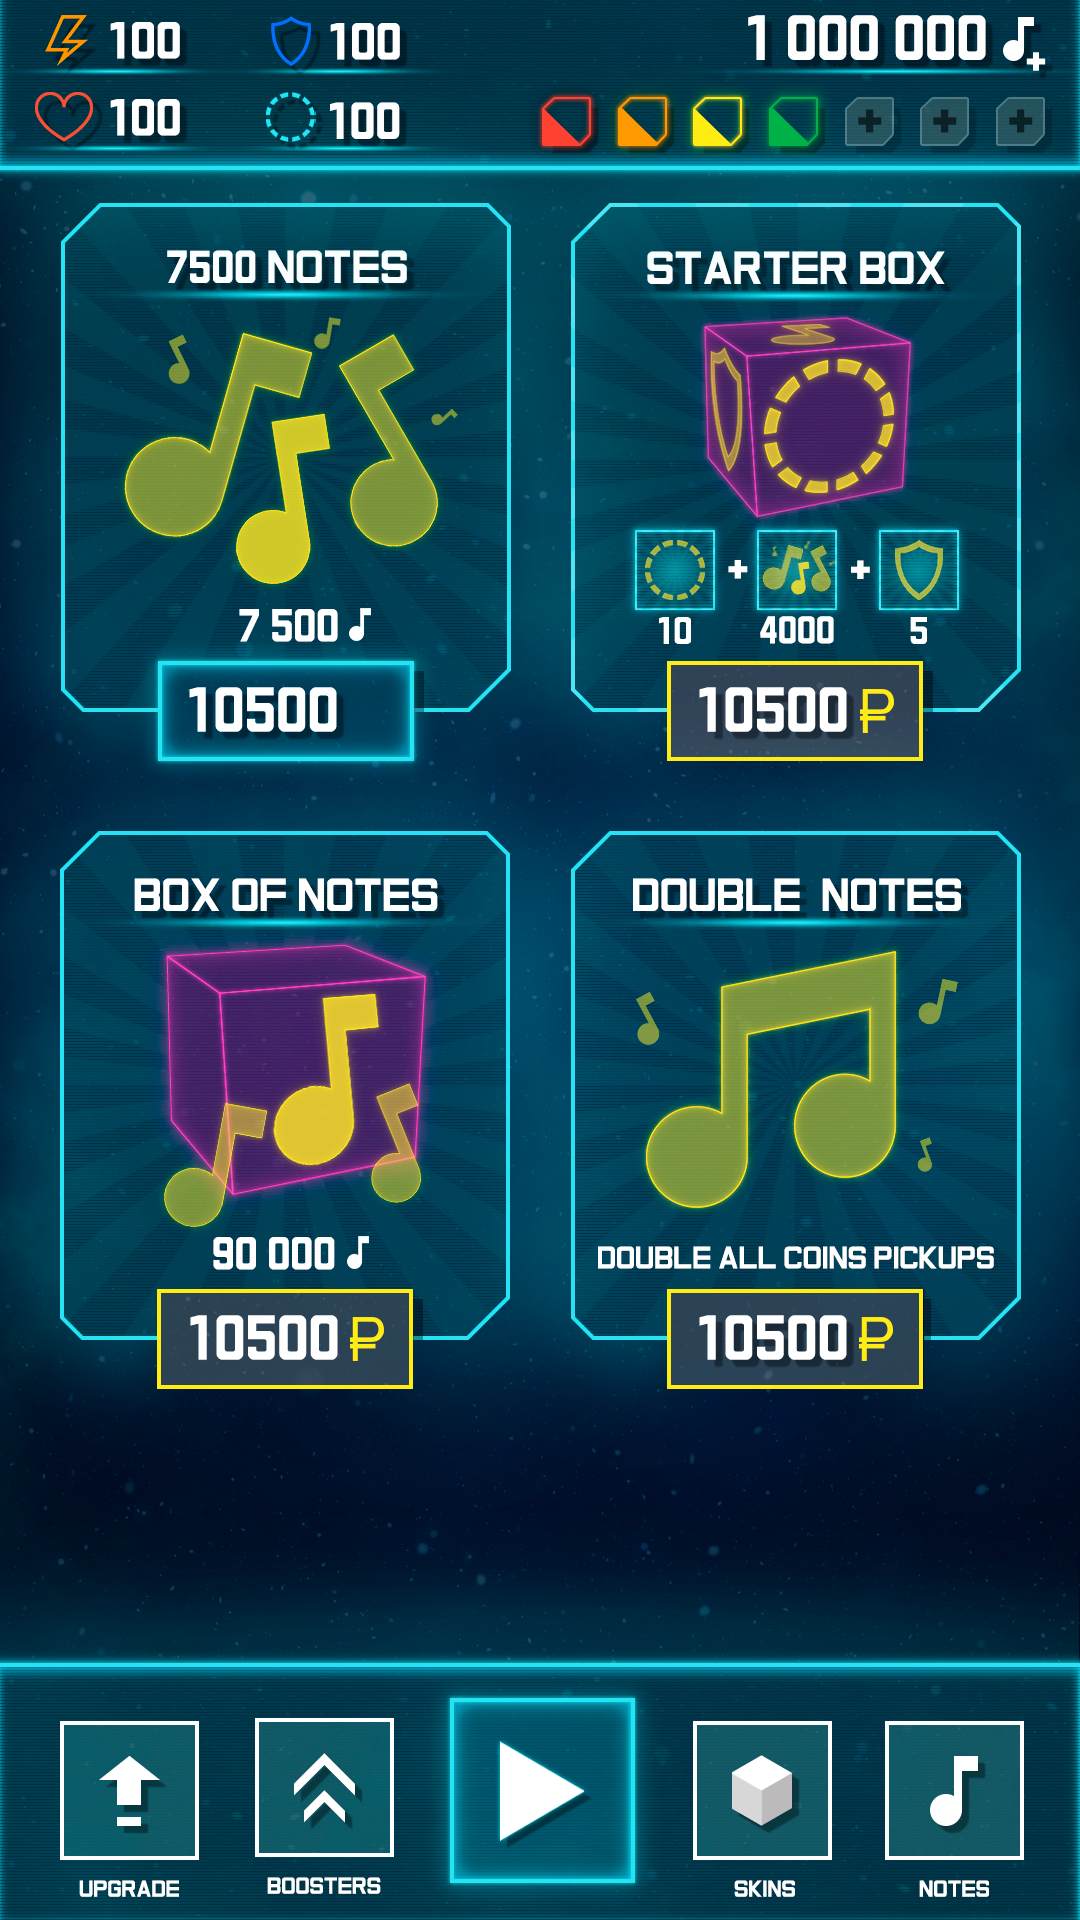 100 100 1 000 000
100 100
7500 NOTES
7 500
10500
STARTER BOX
+ +
10 4000 5
10500 ₽
BOX OF NOTES
90 000
10500 ₽
DOUBLE NOTES
DOUBLE ALL COINS PICKUPS
10500 ₽
UPGRADE
BOOSTERS
SKINS
NOTES